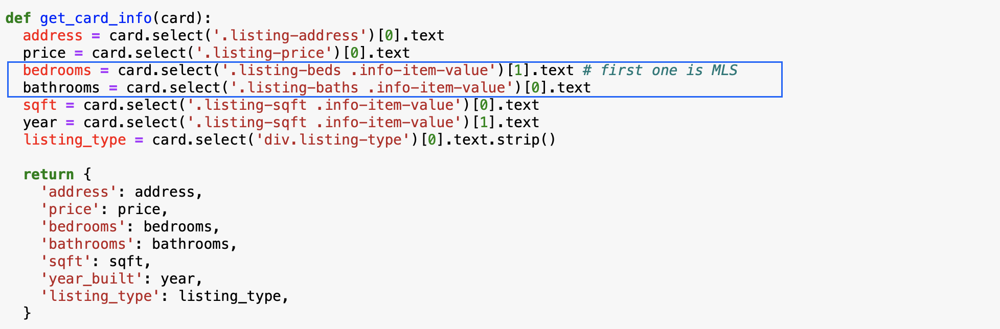 def get_card_info(card):
  address = card.select('.listing-address')[0].text
  price = card.select('.listing-price')[0].text
  bedrooms = card.select('.listing-beds .info-item-value')[1].text # first one is MLS
  bathrooms = card.select('.listing-baths .info-item-value')[0].text
  sqft = card.select('.listing-sqft .info-item-value')[0].text
  year = card.select('.listing-sqft .info-item-value')[1].text
  listing_type = card.select('div.listing-type')[0].text.strip()

  return {
    'address': address,
    'price': price,
    'bedrooms': bedrooms,
    'bathrooms': bathrooms,
    'sqft': sqft,
    'year_built': year,
    'listing_type': listing_type,
  }